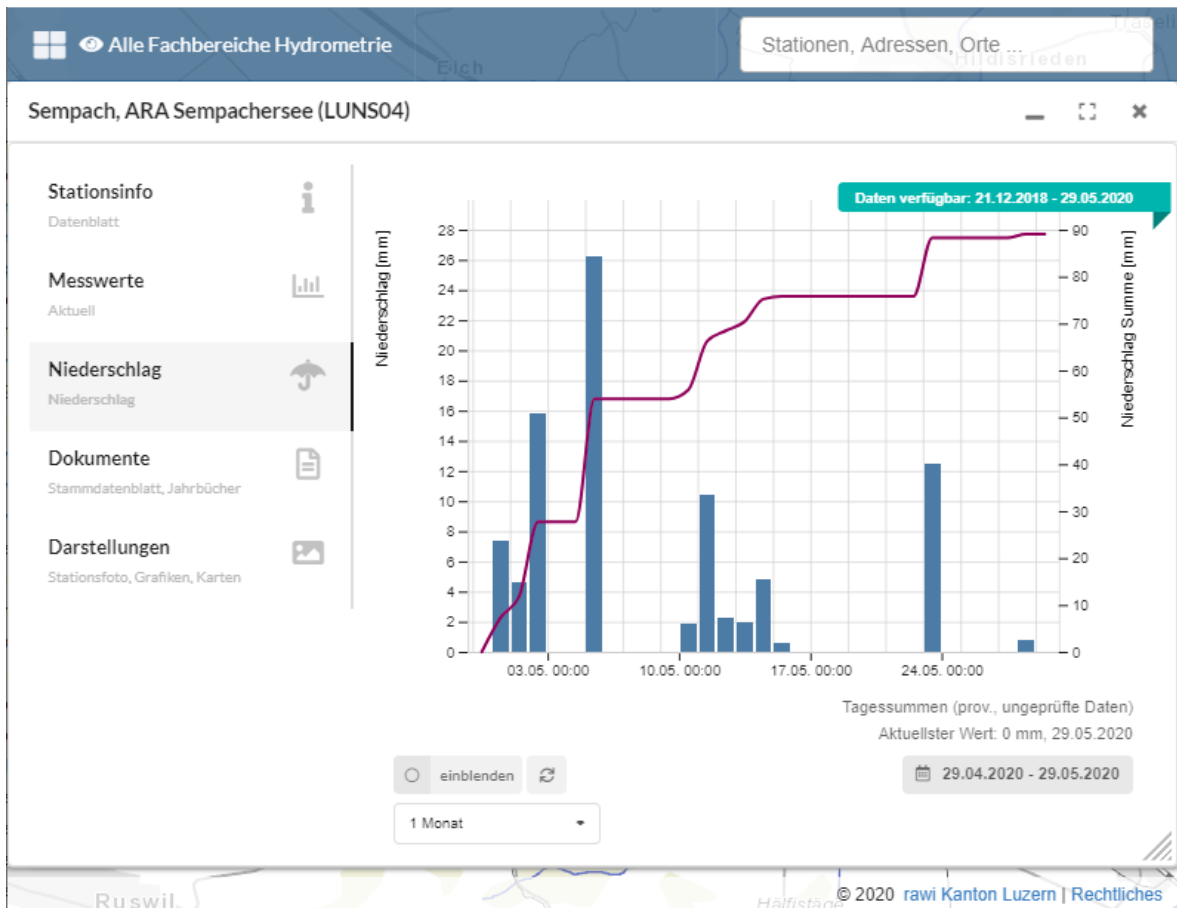 Alle Fachbereiche Hydrometrie
Stationen, Adressen, Orte ...
Eich
Hildisrieden
Sempach, ARA Sempachersee (LUNS04)
Stationsinfo
Datenblatt
Messwerte
Aktuell
Niederschlag
Niederschlag
Dokumente
Stammdatenblatt, Jahrbücher
Darstellungen
Stationsfoto, Grafiken, Karten
Daten verfügbar: 21.12.2018 - 29.05.2020
Niederschlag [mm]
28
26
24
22
20
18
16
14
12
10
8
6
4
2
0
90
80
70
60
50
40
30
20
10
0
Niederschlag Summe [mm]
03.05. 00:00
10.05. 00:00
17.05. 00:00
24.05. 00:00
Tagessummen (prov., ungeprüfte Daten)
Aktuellster Wert: 0 mm, 29.05.2020
einblenden
29.04.2020 - 29.05.2020
1 Monat
Ruswil
Hälfistäge
© 2020 rawi Kanton Luzern | Rechtliches